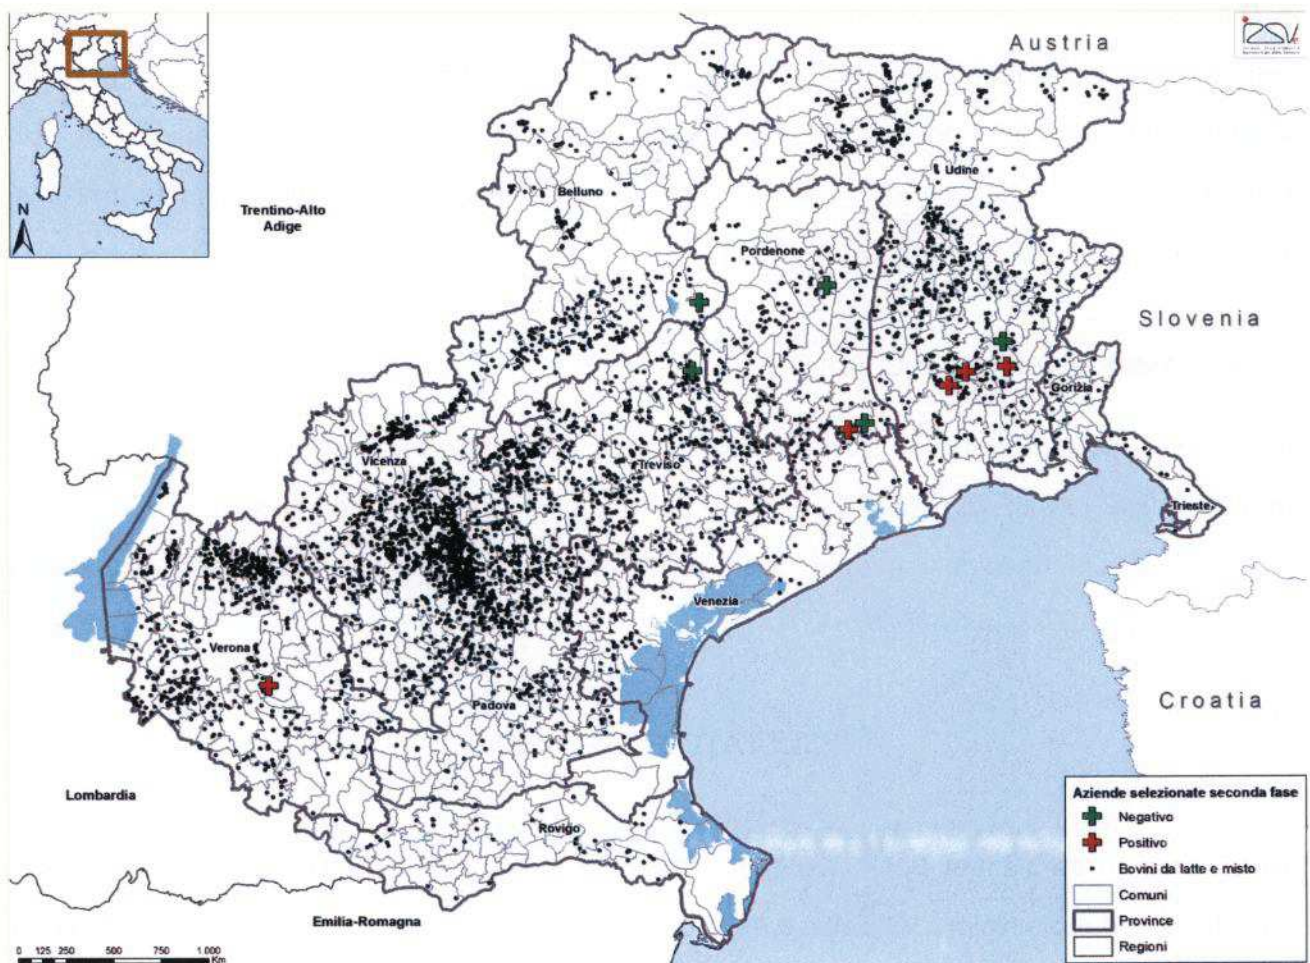 Austria
N
Trentino-Alto
Adige
Belluno
Udine
Pordenone
Slovenia
Gorizia
Vicenza
Treviso
Trieste
Venezia
Verona
Padova
Croatia
Lombardia
Rovigo
Emilia-Romagna
Aziende selezionate seconda fase
Negativo
Positivo
Bovini da latte e misto
Comuni
Province
Regioni
0 125 250 500 750 1.000
Km